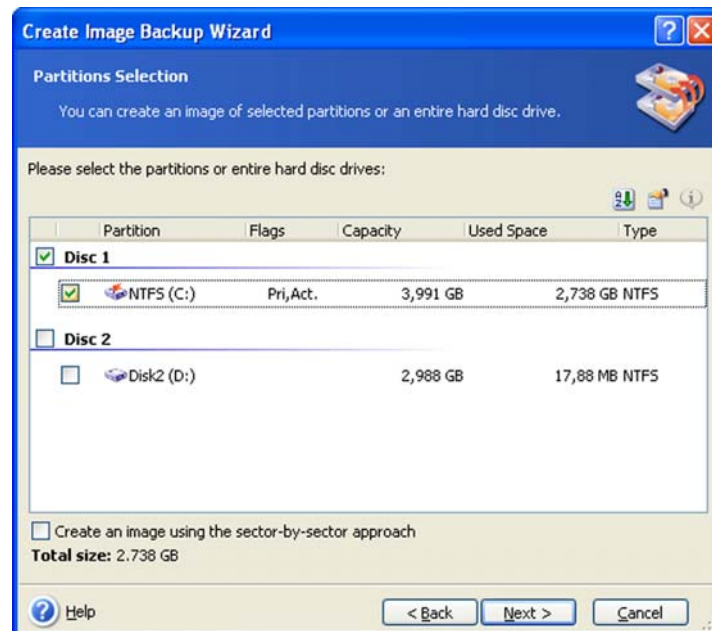 Create Image Backup Wizard
Partitions Selection
You can create an image of selected partitions or an entire hard disc drive.
Please select the partitions or entire hard disc drives:
Partition Flags Capacity Used Space Type
Disc 1
NTFS (C:) Pri,Act. 3,991 GB 2,738 GB NTFS
Disc 2
Disk2 (D:) 2,988 GB 17,88 MB NTFS
Create an image using the sector-by-sector approach
Total size: 2.738 GB
Help < Back Next > Cancel